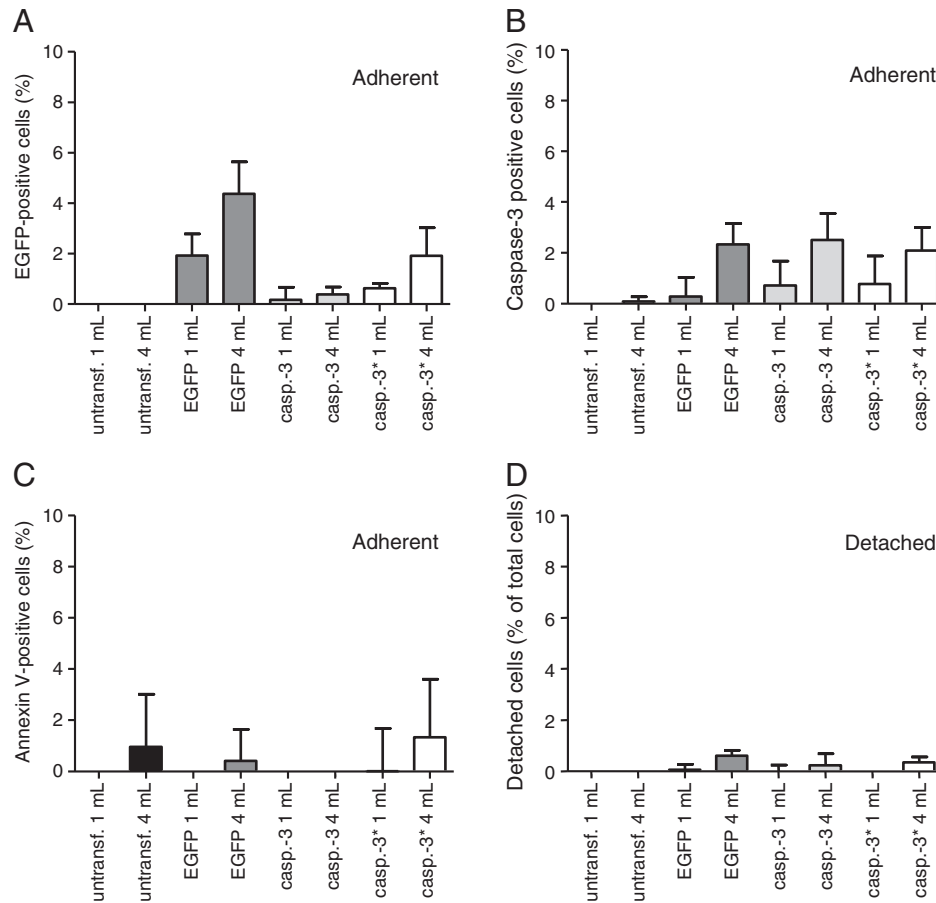 A
EGFP-positive cells (%)
10
8
6
4
2
0
Adherent
untransf. 1 mL
untransf. 4 mL
EGFP 1 mL
EGFP 4 mL
casp.-3 1 mL
casp.-3 4 mL
casp.-3* 1 mL
casp.-3* 4 mL
B
Caspase-3 positive cells (%)
10
8
6
4
2
0
Adherent
untransf. 1 mL
untransf. 4 mL
EGFP 1 mL
EGFP 4 mL
casp.-3 1 mL
casp.-3 4 mL
casp.-3* 1 mL
casp.-3* 4 mL
C
Annexin V-positive cells (%)
10
8
6
4
2
0
Adherent
untransf. 1 mL
untransf. 4 mL
EGFP 1 mL
EGFP 4 mL
casp.-3 1 mL
casp.-3 4 mL
casp.-3* 1 mL
casp.-3* 4 mL
D
Detached cells (% of total cells)
10
8
6
4
2
0
Detached
untransf. 1 mL
untransf. 4 mL
EGFP 1 mL
EGFP 4 mL
casp.-3 1 mL
casp.-3 4 mL
casp.-3* 1 mL
casp.-3* 4 mL